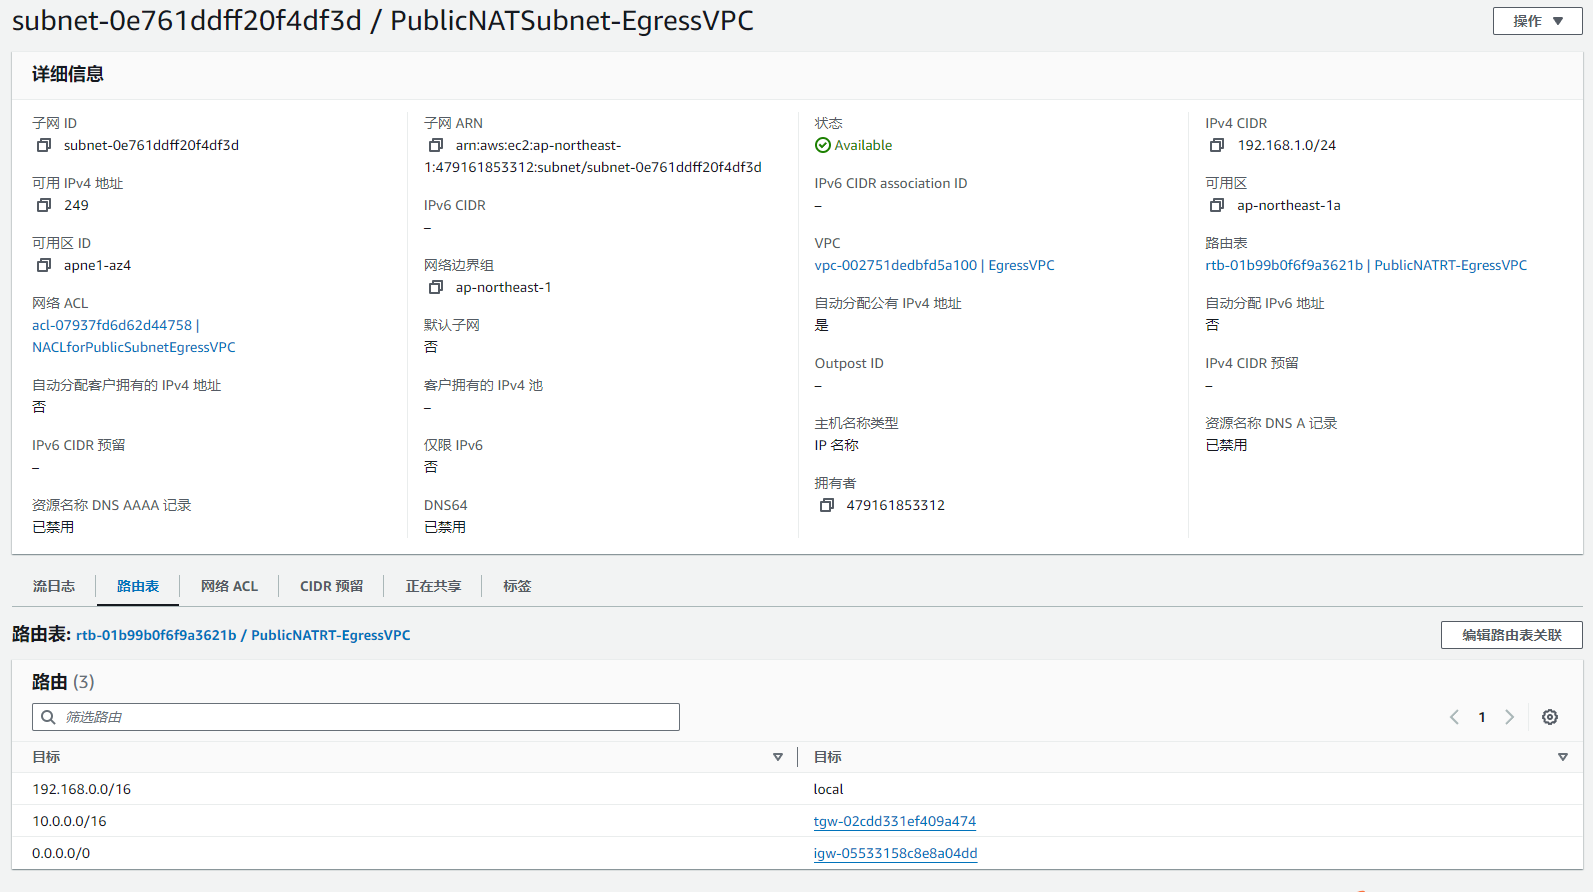 subnet-0e761ddff20f4df3d / PublicNATSubnet-EgressVPC
操作
详细信息
子网 ID
subnet-0e761ddff20f4df3d
可用 IPv4 地址
249
可用区 ID
apne1-az4
网络 ACL
acl-07937fd6d62d44758 |
NACLforPublicSubnetEgressVPC
自动分配客户拥有的 IPv4 地址
否
IPv6 CIDR 预留
–
资源名称 DNS AAAA 记录
已禁用
子网 ARN
arn:aws:ec2:ap-northeast-
1:479161853312:subnet/subnet-0e761ddff20f4df3d
IPv6 CIDR
–
网络边界组
ap-northeast-1
默认子网
否
客户拥有的 IPv4 池
–
仅限 IPv6
否
DNS64
已禁用
状态
Available
IPv6 CIDR association ID
–
VPC
vpc-002751dedbfd5a100 | EgressVPC
自动分配公有 IPv4 地址
是
Outpost ID
–
主机名称类型
IP 名称
拥有者
479161853312
IPv4 CIDR
192.168.1.0/24
可用区
ap-northeast-1a
路由表
rtb-01b99b0f6f9a3621b | PublicNATRT-EgressVPC
自动分配 IPv6 地址
否
IPv4 CIDR 预留
–
资源名称 DNS A 记录
已禁用
流日志
路由表
网络 ACL
CIDR 预留
正在共享
标签
路由表: rtb-01b99b0f6f9a3621b / PublicNATRT-EgressVPC
编辑路由表关联
路由 (3)
筛选路由
1
目标 目标
192.168.0.0/16 local
10.0.0.0/16 tgw-02cdd331ef409a474
0.0.0.0/0 igw-05533158c8e8a04dd